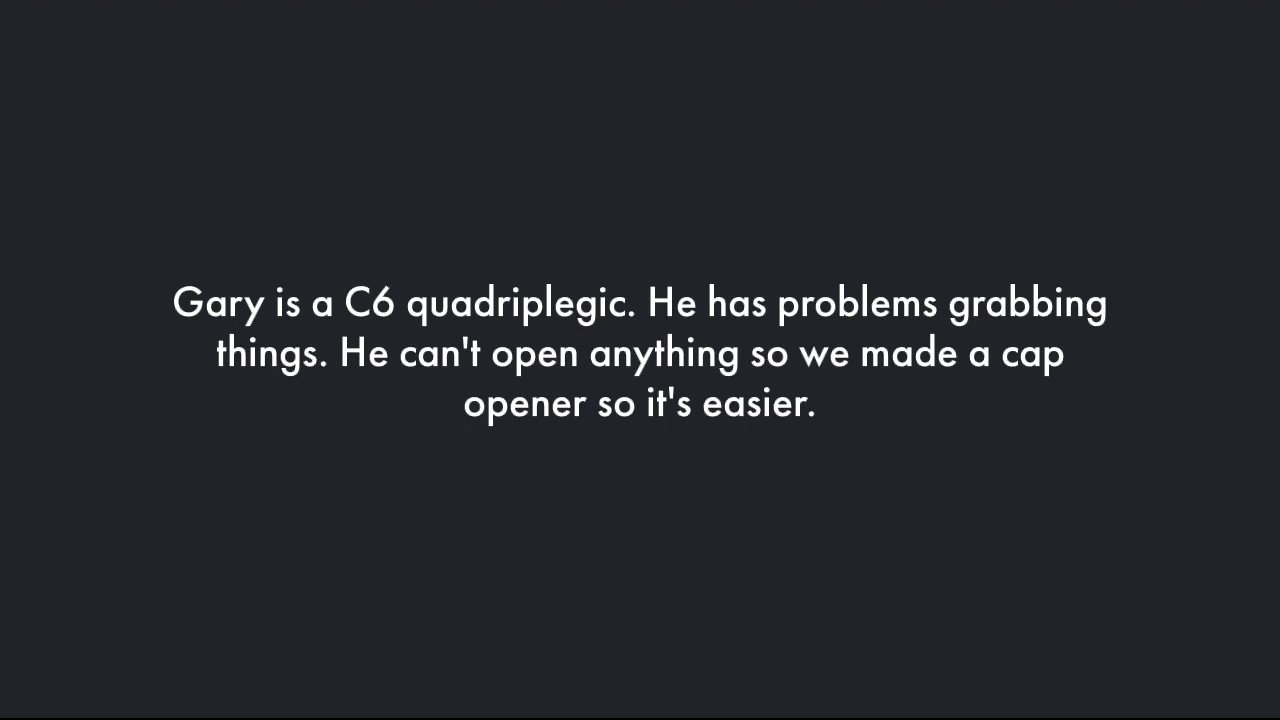 Gary is a C6 quadriplegic. He has problems grabbing
things. He can't open anything so we made a cap
opener so it's easier.